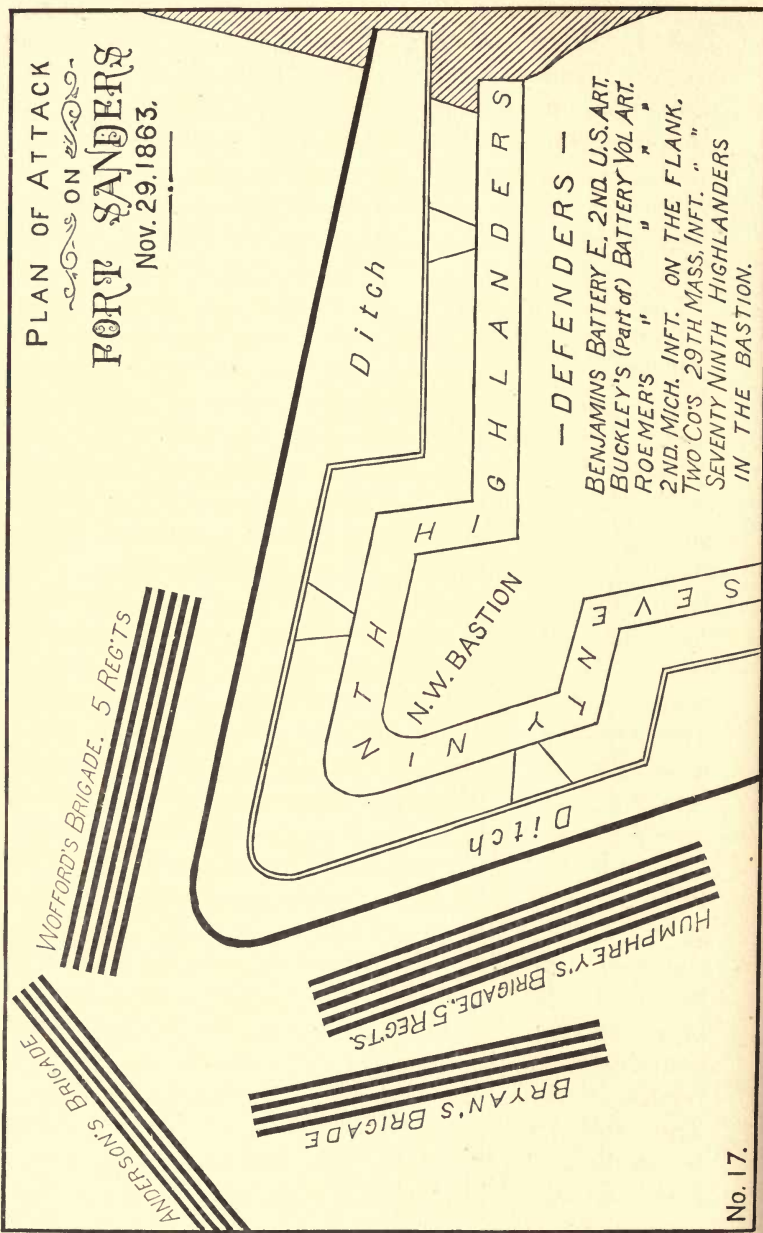 PLAN OF ATTACK
ON
FORT SANDERS
Nov. 29. 1863.
WOFFORD'S BRIGADE. 5 REG'TS
ANDERSON'S BRIGADE
HUMPHREY'S BRIGADE, 5 REG'TS.
BRYAN'S BRIGADE
Ditch
Ditch
SEVENTY NINTH HIGHLANDERS
N.W. BASTION
— DEFENDERS —
BENJAMINS BATTERY E, 2ND U.S. ART.
BUCKLEY'S (Part of) BATTERY VOL ART.
ROEMER'S " " " "
2ND. MICH. INFT. ON THE FLANK.
TWO CO'S 29TH MASS. INFT. " "
SEVENTY NINTH HIGHLANDERS
IN THE BASTION.
No. 17.